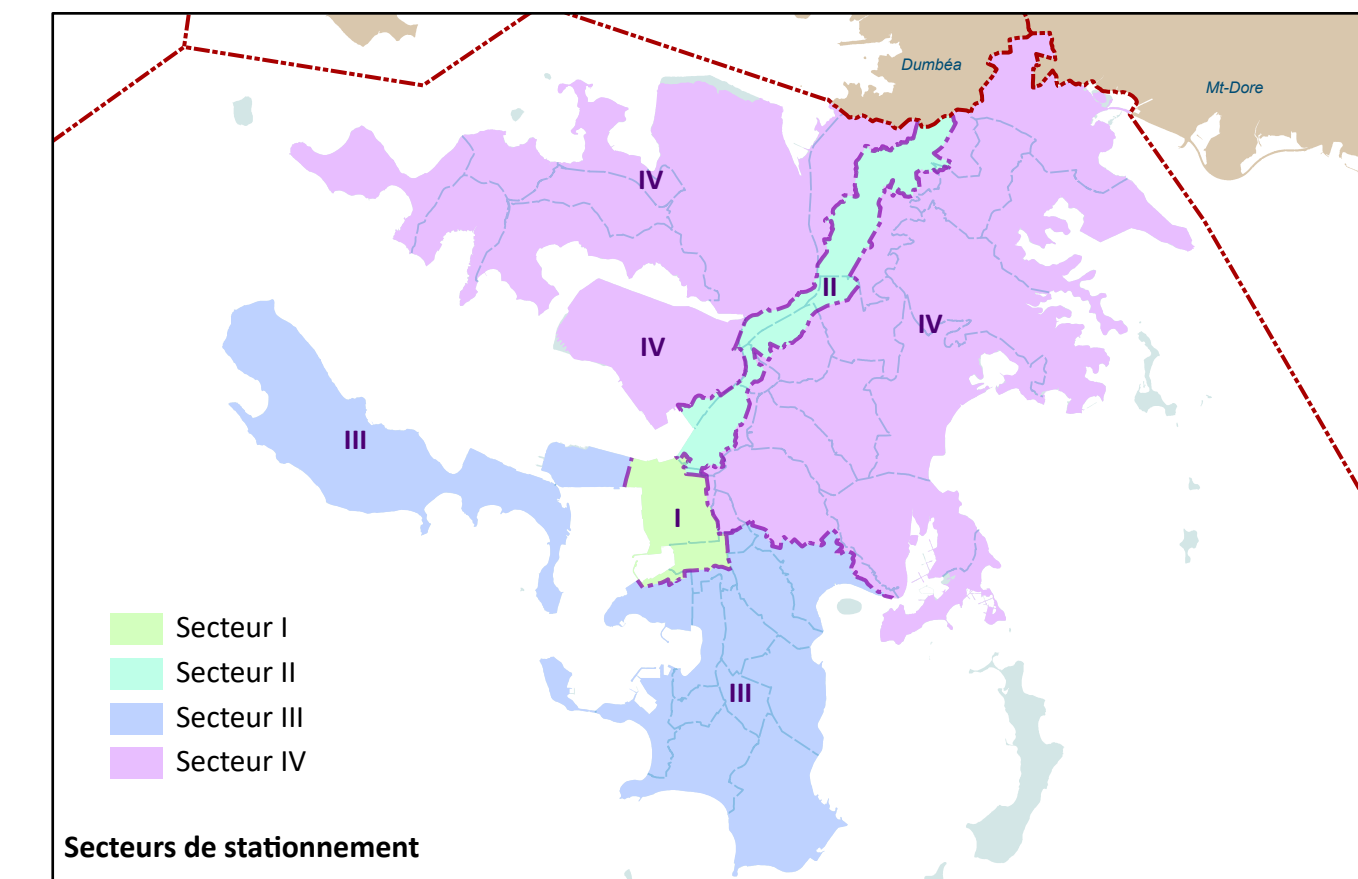 Dumbéa
Mt-Dore
IV
II
IV
IV
III
I
III
Secteur I
Secteur II
Secteur III
Secteur IV
Secteurs de stationnement